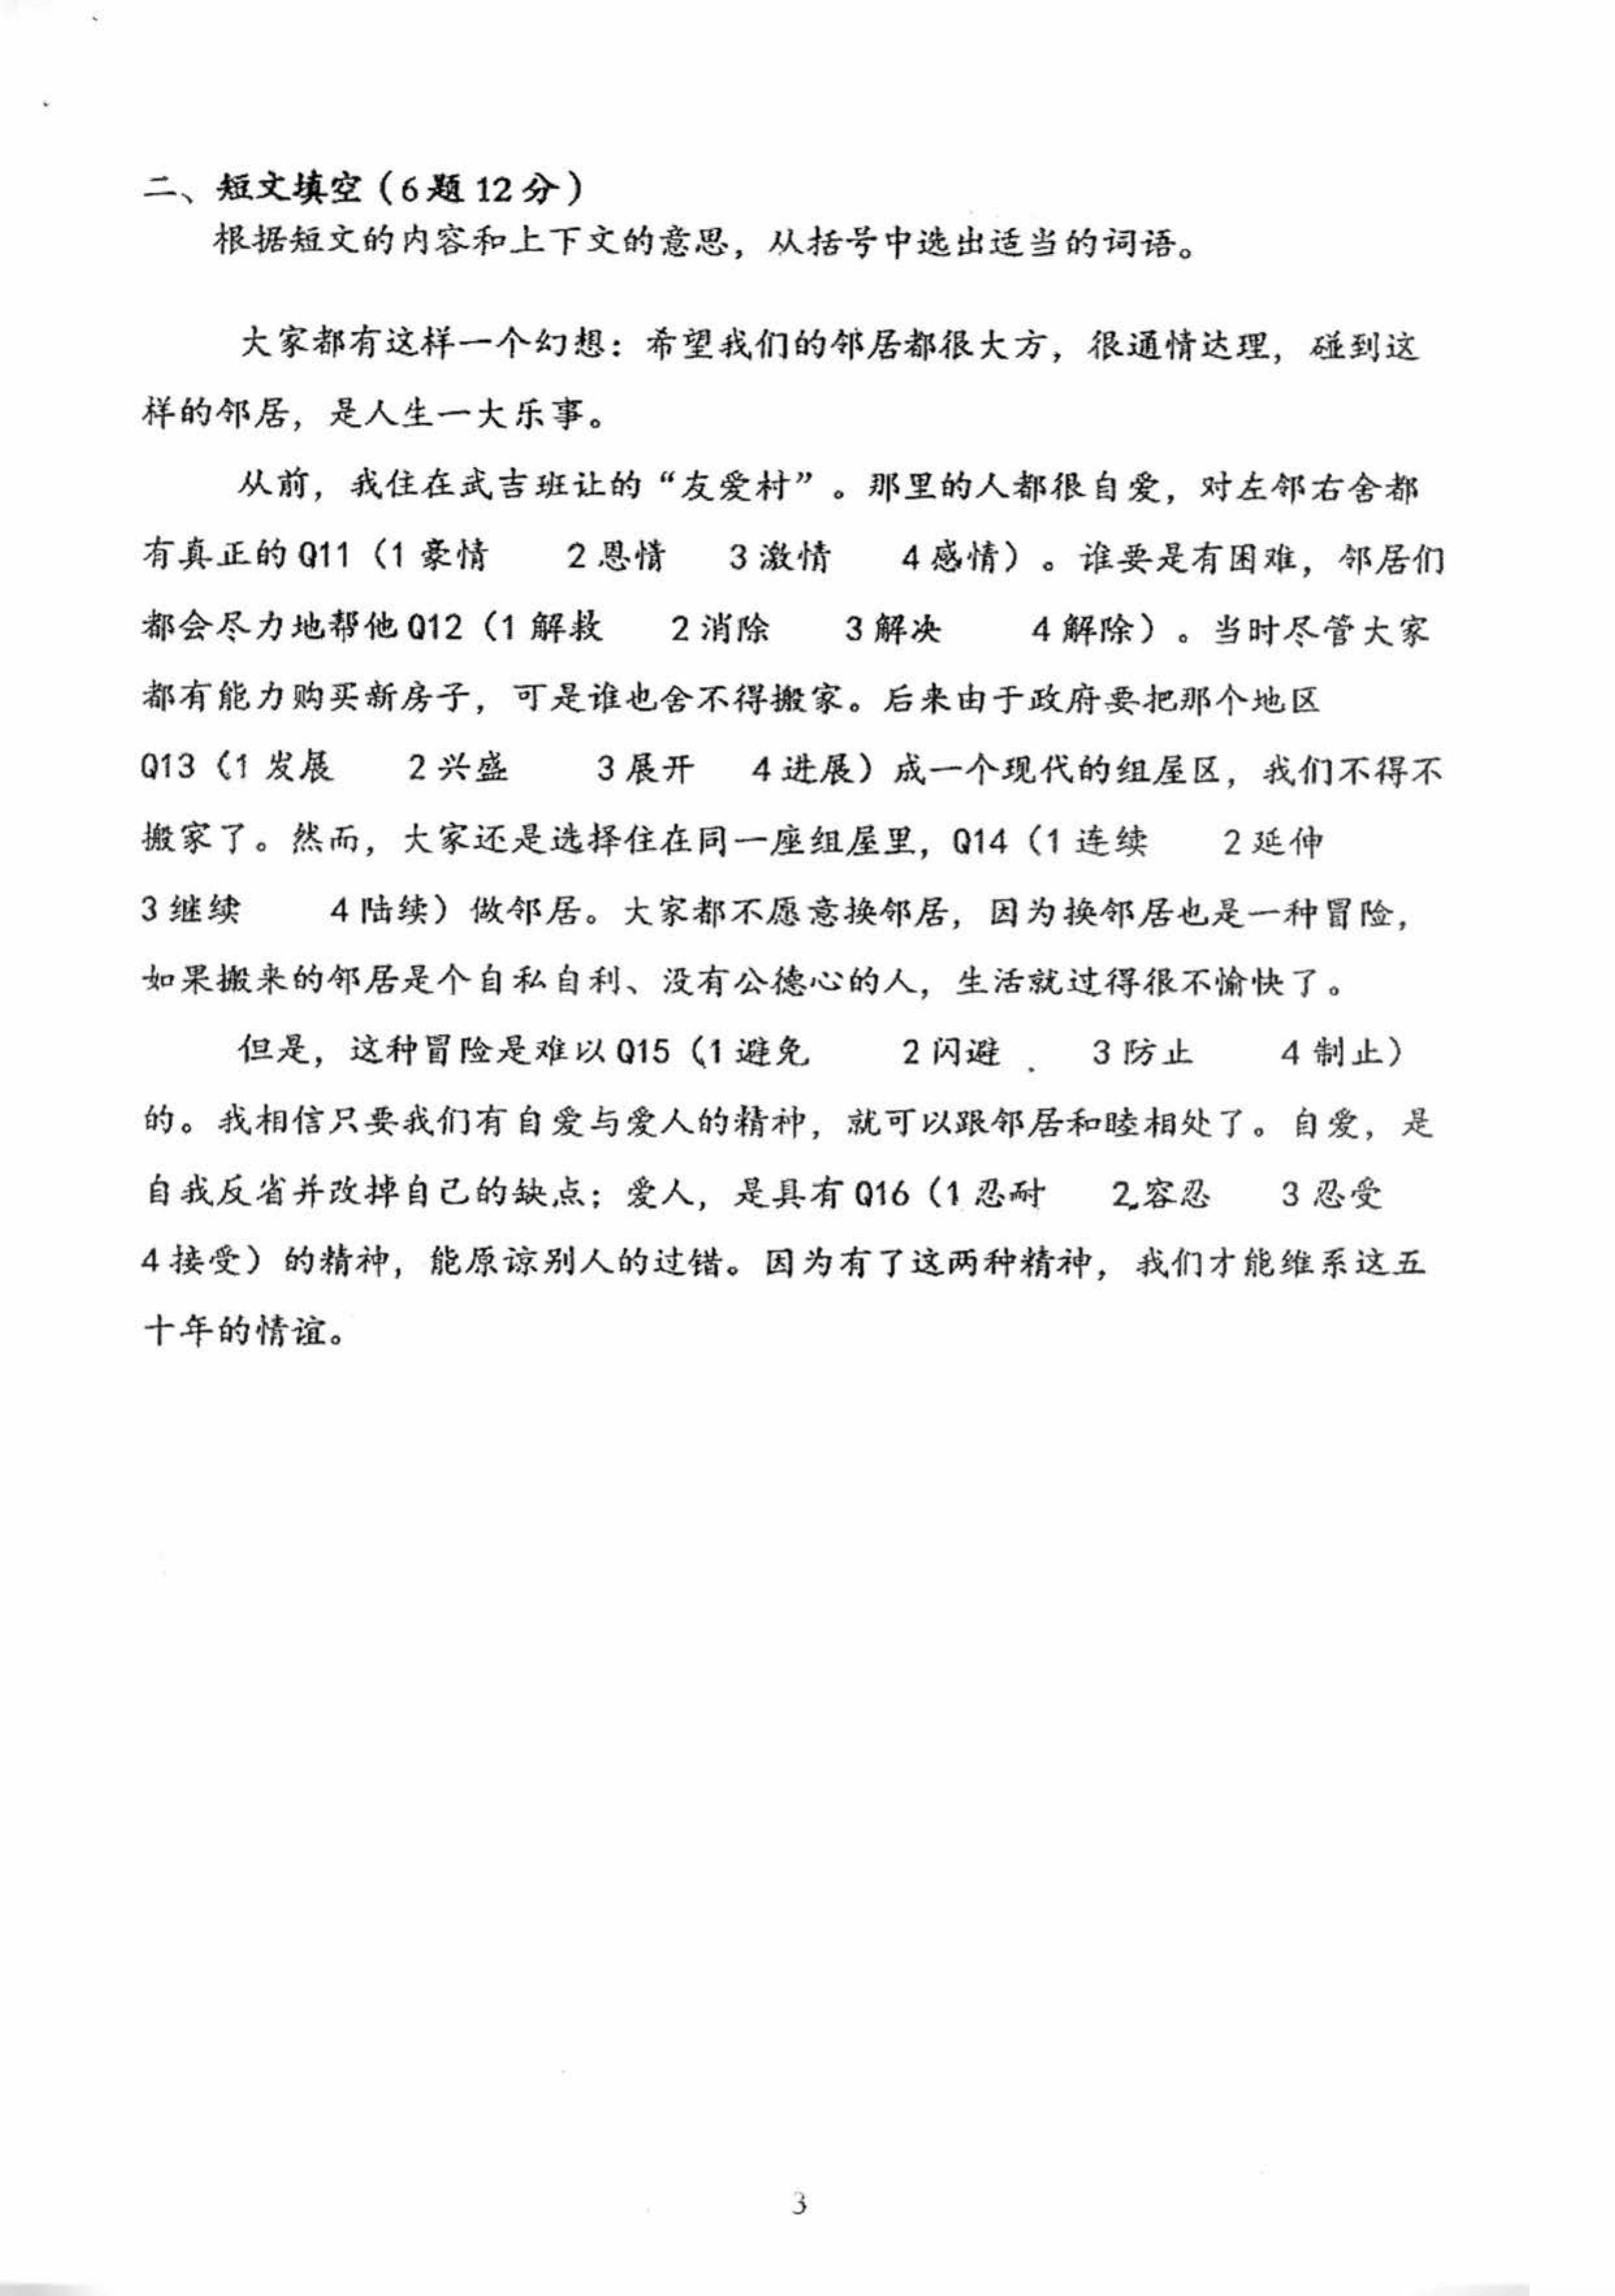 二、短文填空（6题12分）
根据短文的内容和上下文的意思，从括号中选出适当的词语。
大家都有这样一个幻想：希望我们的邻居都很大方，很通情达理，碰到这
样的邻居，是人生一大乐事。
从前，我住在武吉班让的“友爱村”。那里的人都很自爱，对左邻右舍都
有真正的Q11（1豪情 2恩情 3激情 4感情）。谁要是有困难，邻居们
都会尽力地帮他Q12（1解救 2消除 3解决 4解除）。当时尽管大家
都有能力购买新房子，可是谁也舍不得搬家。后来由于政府要把那个地区
Q13（1发展 2兴盛 3展开 4进展）成一个现代的组屋区，我们不得不
搬家了。然而，大家还是选择住在同一座组屋里，Q14（1连续 2延伸
3继续 4陆续）做邻居。大家都不愿意换邻居，因为换邻居也是一种冒险，
如果搬来的邻居是个自私自利、没有公德心的人，生活就过得很不愉快了。
但是，这种冒险是难以Q15（1避免 2闪避 3防止 4制止）
的。我相信只要我们有自爱与爱人的精神，就可以跟邻居和睦相处了。自爱，是
自我反省并改掉自己的缺点；爱人，是具有Q16（1忍耐 2容忍 3忍受
4接受）的精神，能原谅别人的过错。因为有了这两种精神，我们才能维系这五
十年的情谊。
3